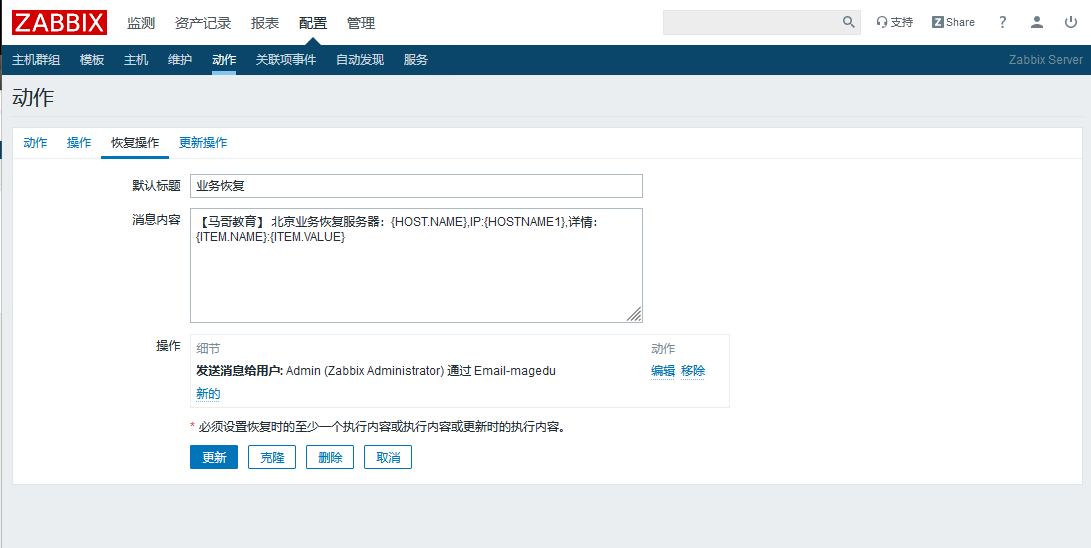 ZABBIX 监测 资产记录 报表 配置 管理 支持 Z Share ?
主机群组 模板 主机 维护 动作 关联项事件 自动发现 服务 Zabbix Server
动作
动作 操作 恢复操作 更新操作
默认标题 业务恢复
消息内容 【马哥教育】 北京业务恢复服务器：{HOST.NAME},IP:{HOSTNAME1},详情：
{ITEM.NAME}:{ITEM.VALUE}
操作 细节 动作
发送消息给用户: Admin (Zabbix Administrator) 通过 Email-magedu 编辑 移除
新的
* 必须设置恢复时的至少一个执行内容或执行内容或更新时的执行内容。
更新 克隆 删除 取消